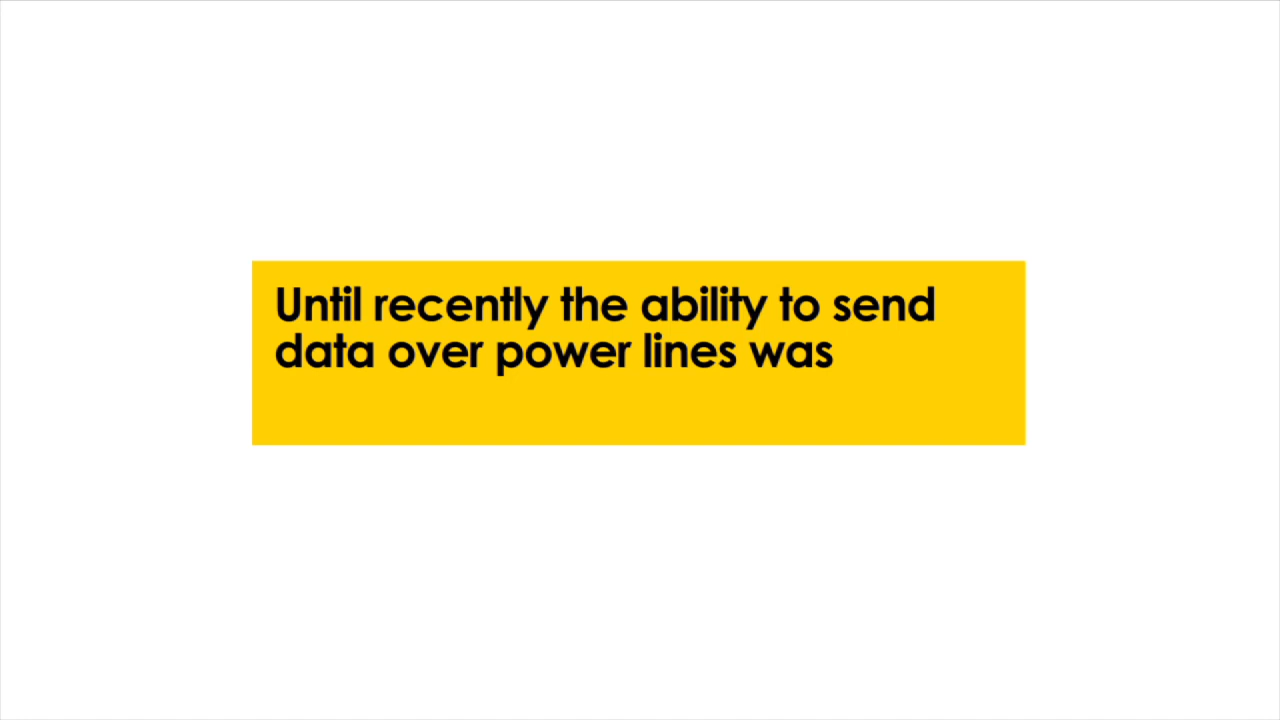 Until recently the ability to send
data over power lines was